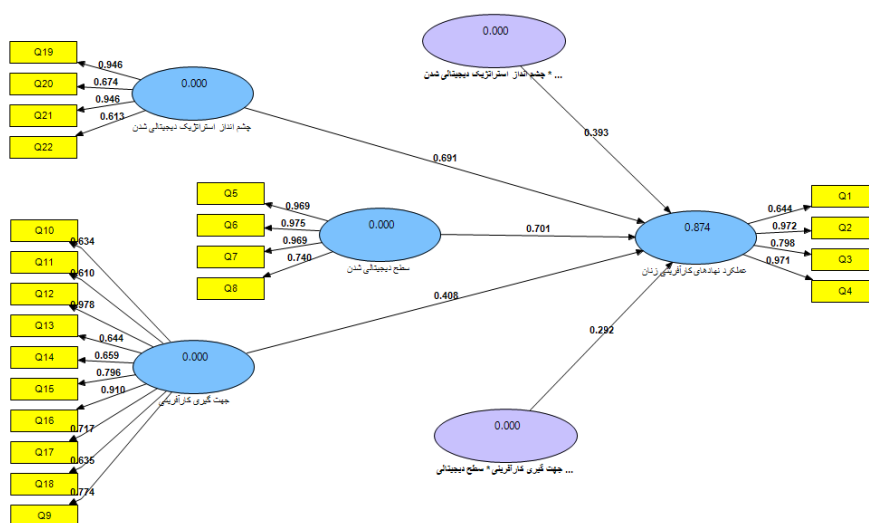 0.000
... * چشم انداز استراتژیک دیجیتالی شدن
Q19
Q20
Q21
Q22
0.946
0.674
0.946
0.613
0.000
چشم انداز استراتژیک دیجیتالی شدن
0.393
0.691
Q5
Q6
Q7
Q8
0.969
0.975
0.969
0.740
0.000
سطح دیجیتالی شدن
0.701
0.874
عملکرد نهادهای کارآفرینی زنان
0.644
0.972
0.798
0.971
Q1
Q2
Q3
Q4
Q10
Q11
Q12
Q13
Q14
Q15
Q16
Q17
Q18
Q9
0.634
0.610
0.978
0.644
0.659
0.796
0.910
0.717
0.635
0.774
0.000
جهت گیری کارآفرینی
0.408
0.292
0.000
... جهت گیری کارآفرینی * سطح دیجیتالی